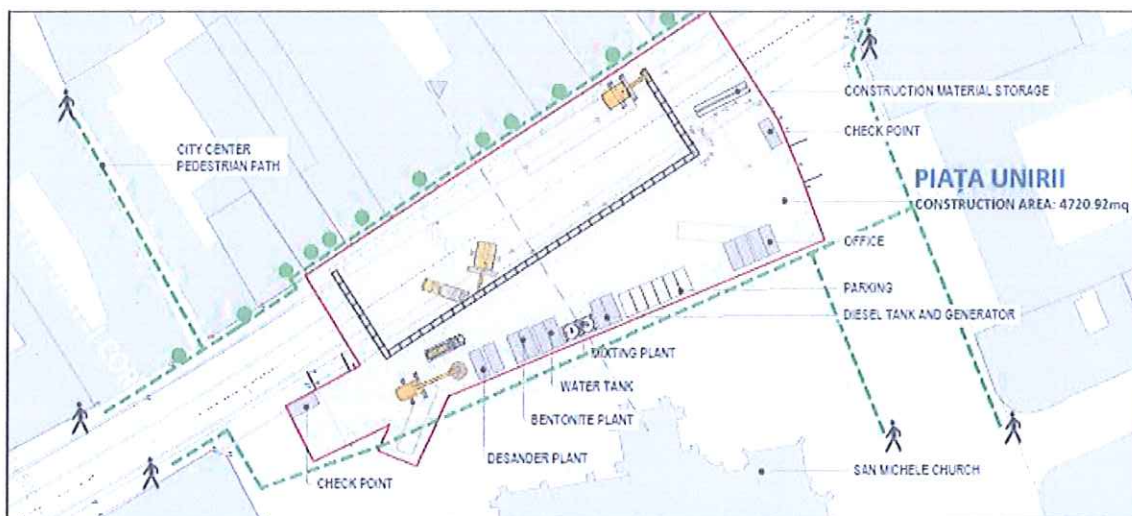 CITY CENTER
PEDESTRIAN PATH
CONSTRUCTION MATERIAL STORAGE
CHECK POINT
PIAȚA UNIRII
CONSTRUCTION AREA: 4720.92mq
OFFICE
PARKING
DIESEL TANK AND GENERATOR
MIXTING PLANT
WATER TANK
BENTONITE PLANT
DESANDER PLANT
CHECK POINT
SAN MICHELE CHURCH